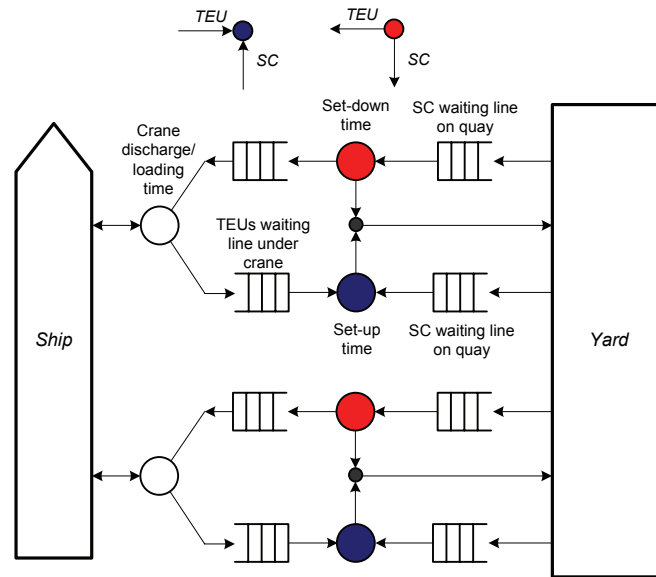 TEU
SC
TEU
SC
Set-down
time
SC waiting line
on quay
Crane
discharge/
loading time
TEUs waiting
line under
crane
Ship
Set-up
time
SC waiting line
on quay
Yard